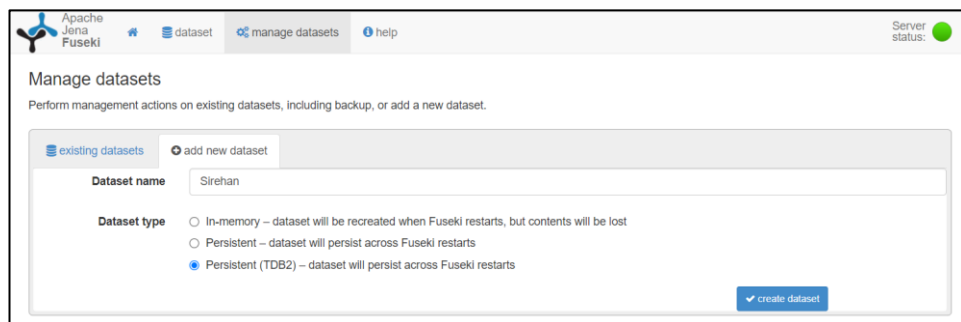 Apache
Jena
Fuseki
dataset
manage datasets
help
Server
status:
Manage datasets
Perform management actions on existing datasets, including backup, or add a new dataset.
existing datasets
add new dataset
Dataset name Sirehan
Dataset type In-memory – dataset will be recreated when Fuseki restarts, but contents will be lost
Persistent – dataset will persist across Fuseki restarts
Persistent (TDB2) – dataset will persist across Fuseki restarts
create dataset